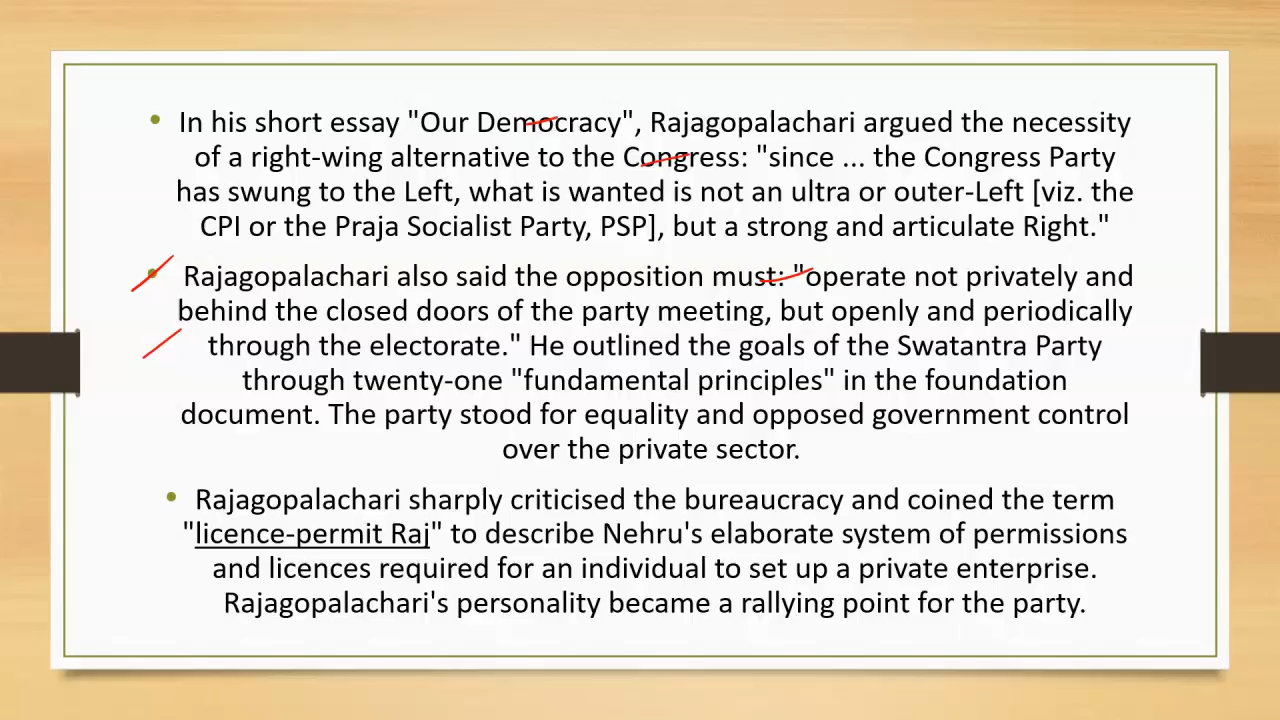 • In his short essay "Our Democracy", Rajagopalachari argued the necessity
of a right-wing alternative to the Congress: "since ... the Congress Party
has swung to the Left, what is wanted is not an ultra or outer-Left [viz. the
CPI or the Praja Socialist Party, PSP], but a strong and articulate Right."
• Rajagopalachari also said the opposition must: "operate not privately and
behind the closed doors of the party meeting, but openly and periodically
through the electorate." He outlined the goals of the Swatantra Party
through twenty-one "fundamental principles" in the foundation
document. The party stood for equality and opposed government control
over the private sector.
• Rajagopalachari sharply criticised the bureaucracy and coined the term
"licence-permit Raj" to describe Nehru's elaborate system of permissions
and licences required for an individual to set up a private enterprise.
Rajagopalachari's personality became a rallying point for the party.